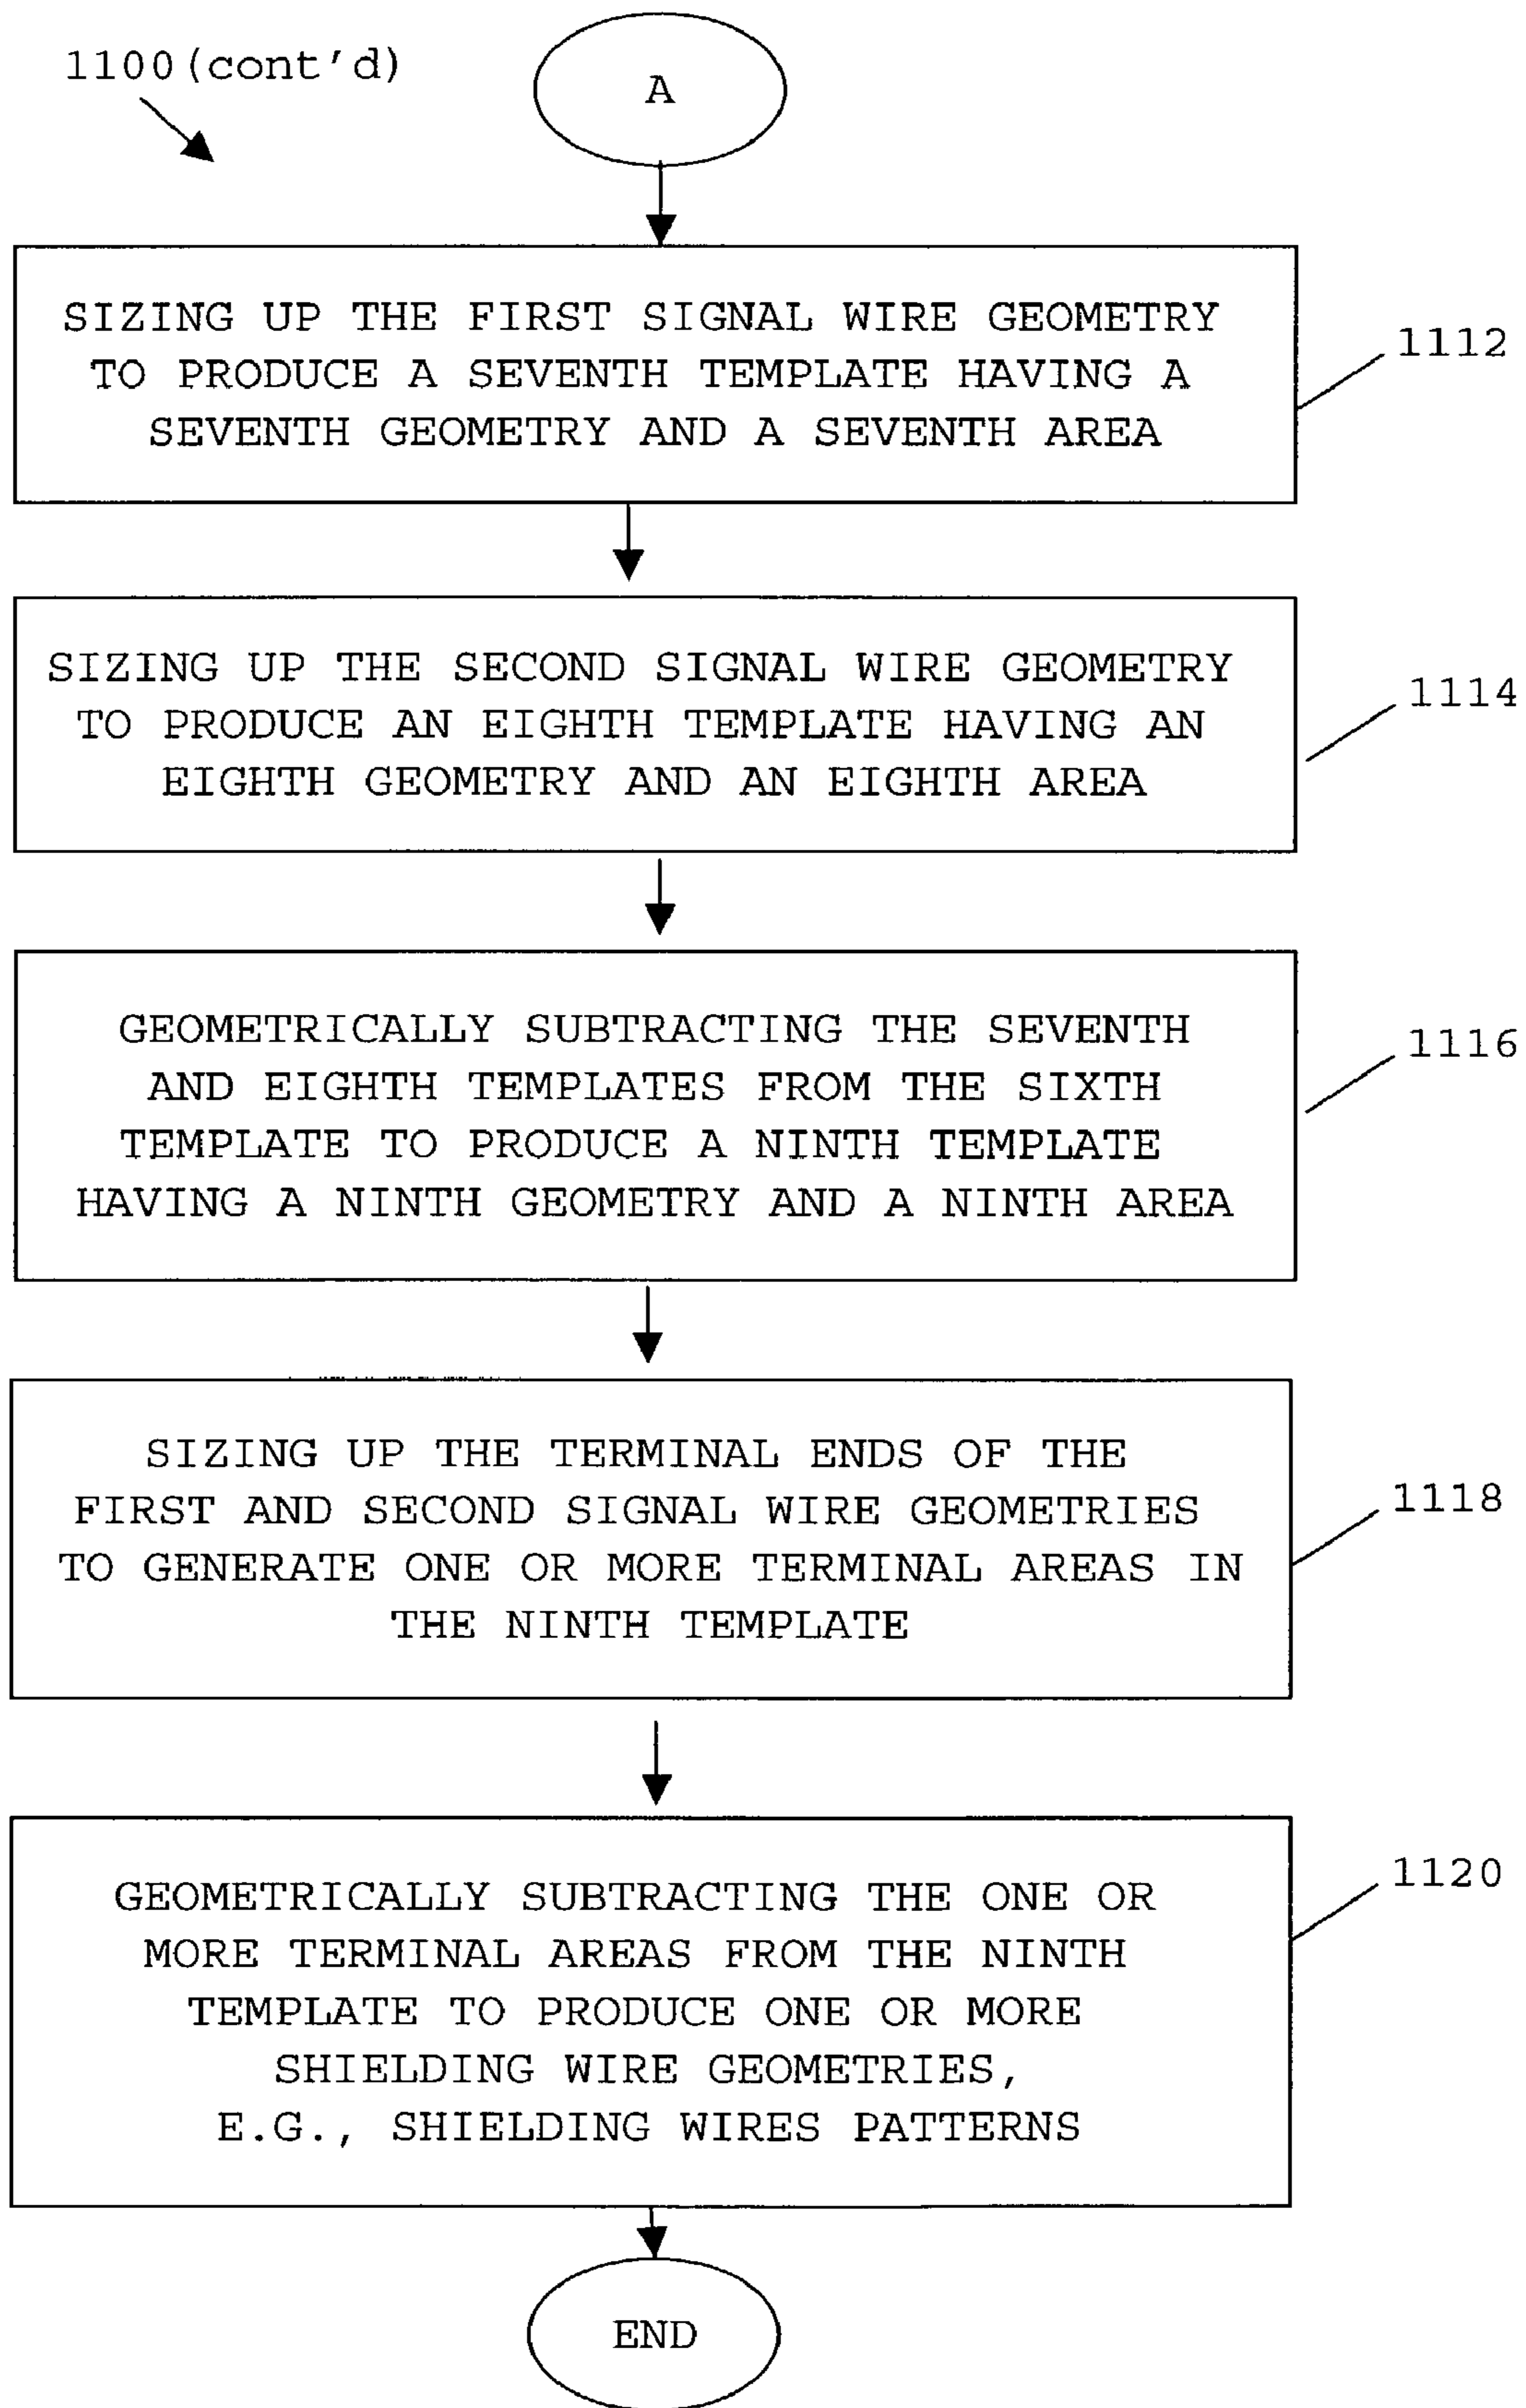 1100(cont'd)
A
SIZING UP THE FIRST SIGNAL WIRE GEOMETRY
TO PRODUCE A SEVENTH TEMPLATE HAVING A
SEVENTH GEOMETRY AND A SEVENTH AREA
1112
SIZING UP THE SECOND SIGNAL WIRE GEOMETRY
TO PRODUCE AN EIGHTH TEMPLATE HAVING AN
EIGHTH GEOMETRY AND AN EIGHTH AREA
1114
GEOMETRICALLY SUBTRACTING THE SEVENTH
AND EIGHTH TEMPLATES FROM THE SIXTH
TEMPLATE TO PRODUCE A NINTH TEMPLATE
HAVING A NINTH GEOMETRY AND A NINTH AREA
1116
SIZING UP THE TERMINAL ENDS OF THE
FIRST AND SECOND SIGNAL WIRE GEOMETRIES
TO GENERATE ONE OR MORE TERMINAL AREAS IN
THE NINTH TEMPLATE
1118
GEOMETRICALLY SUBTRACTING THE ONE OR
MORE TERMINAL AREAS FROM THE NINTH
TEMPLATE TO PRODUCE ONE OR MORE
SHIELDING WIRE GEOMETRIES,
E.G., SHIELDING WIRES PATTERNS
1120
END